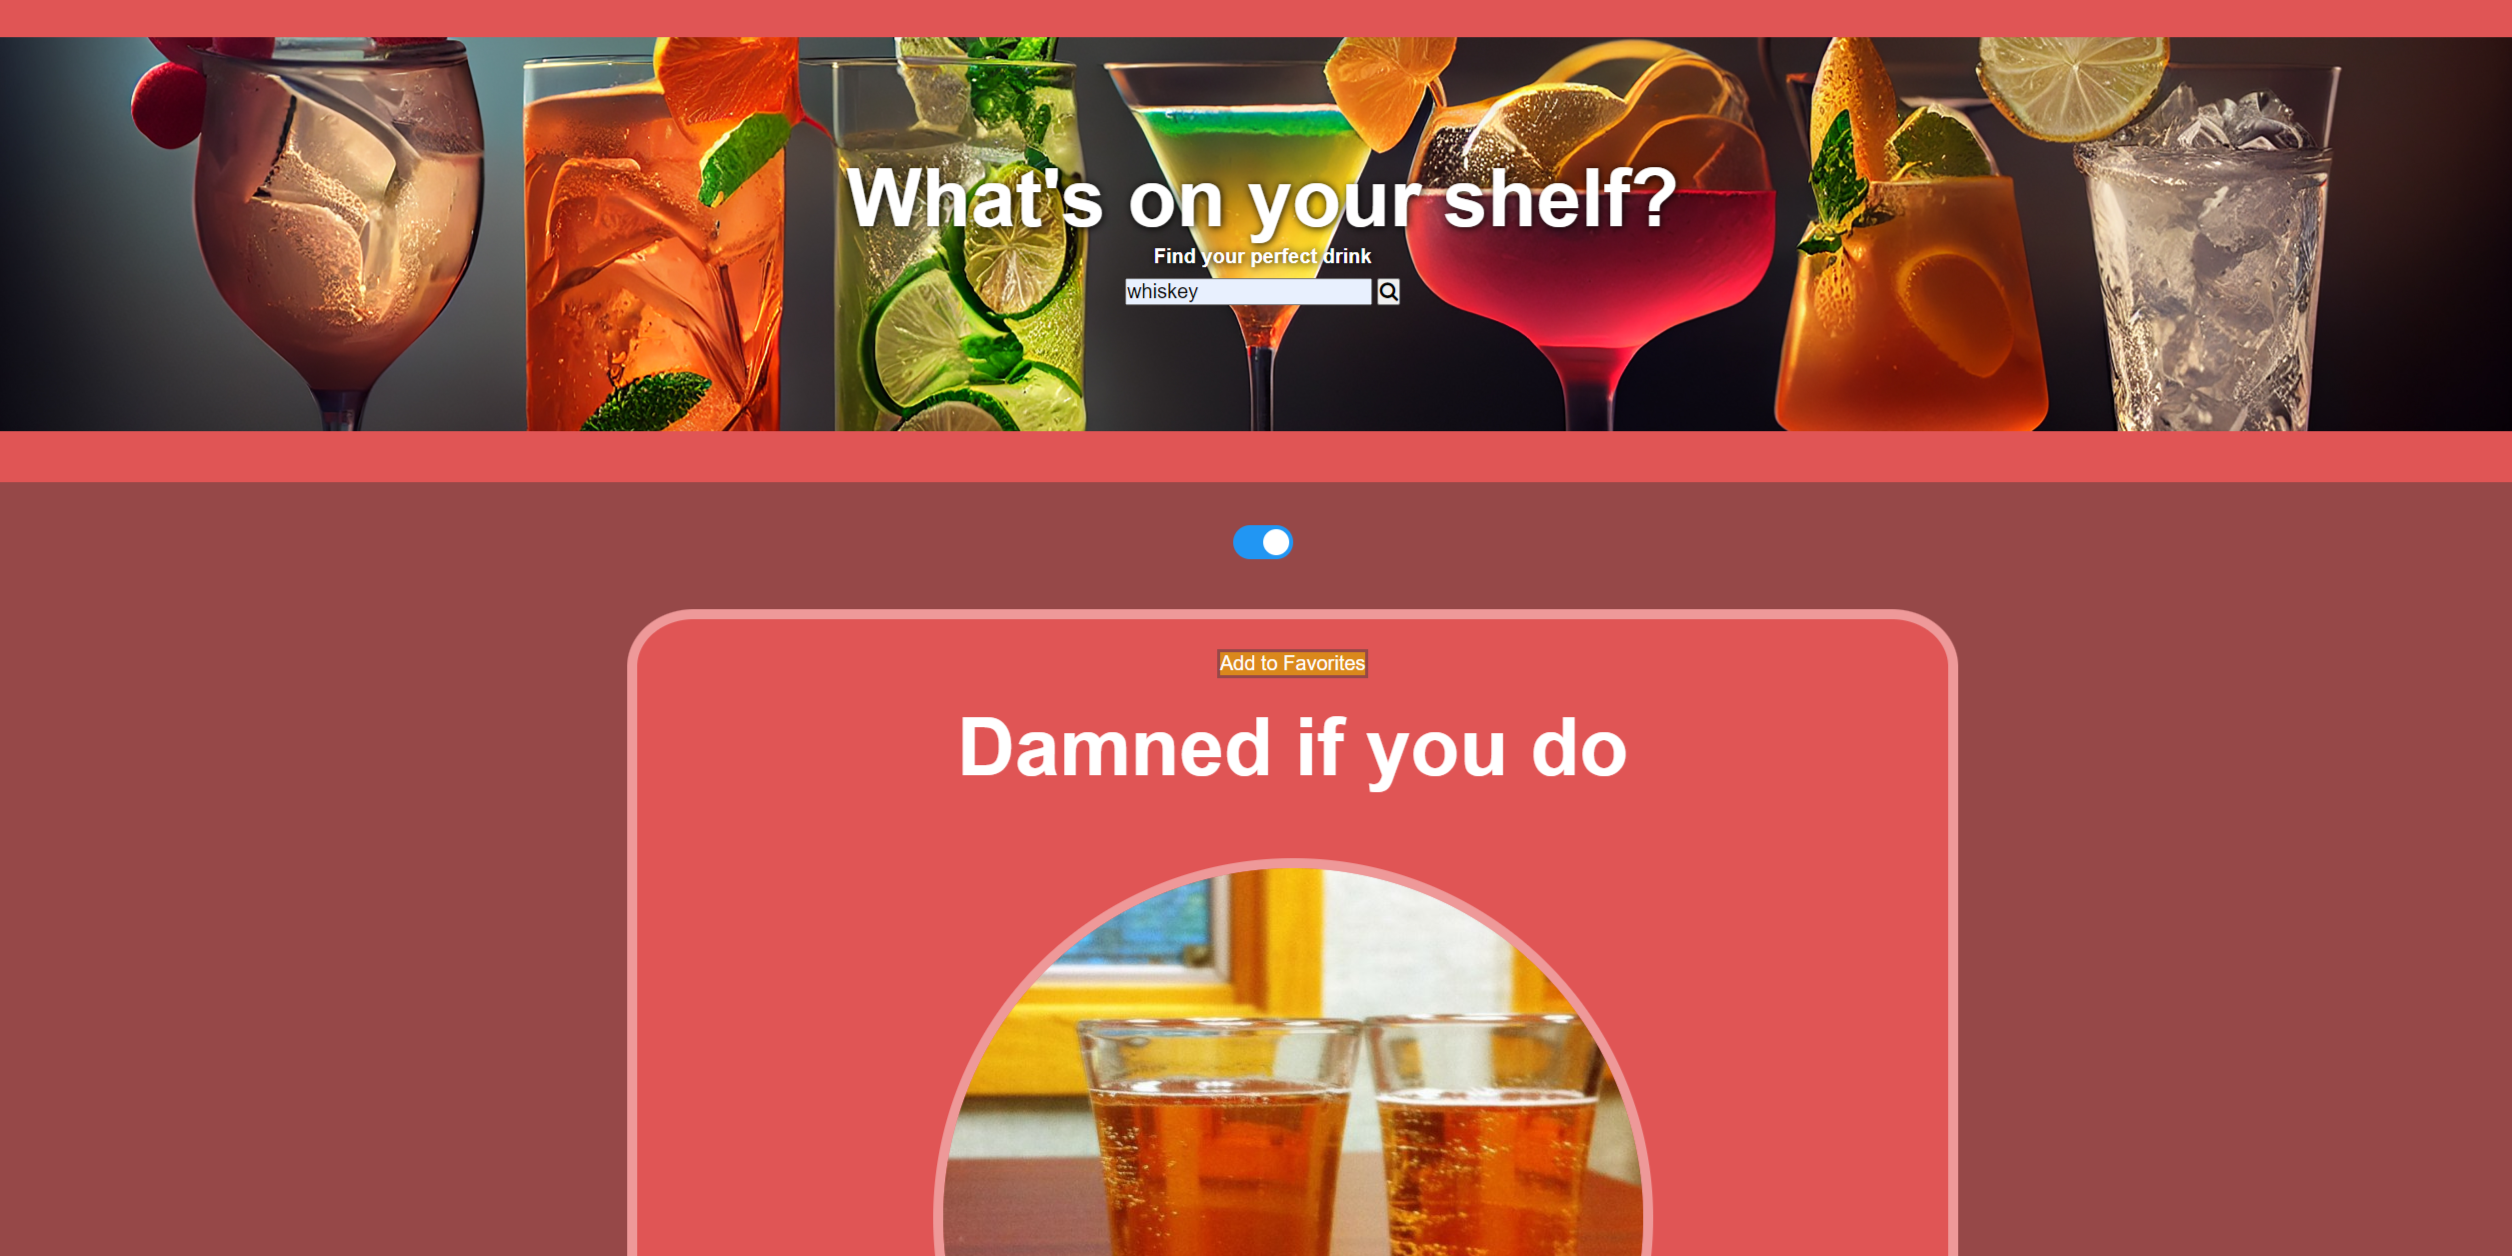 What's on your shelf?
Find your perfect drink
whiskey
Add to Favorites
Damned if you do